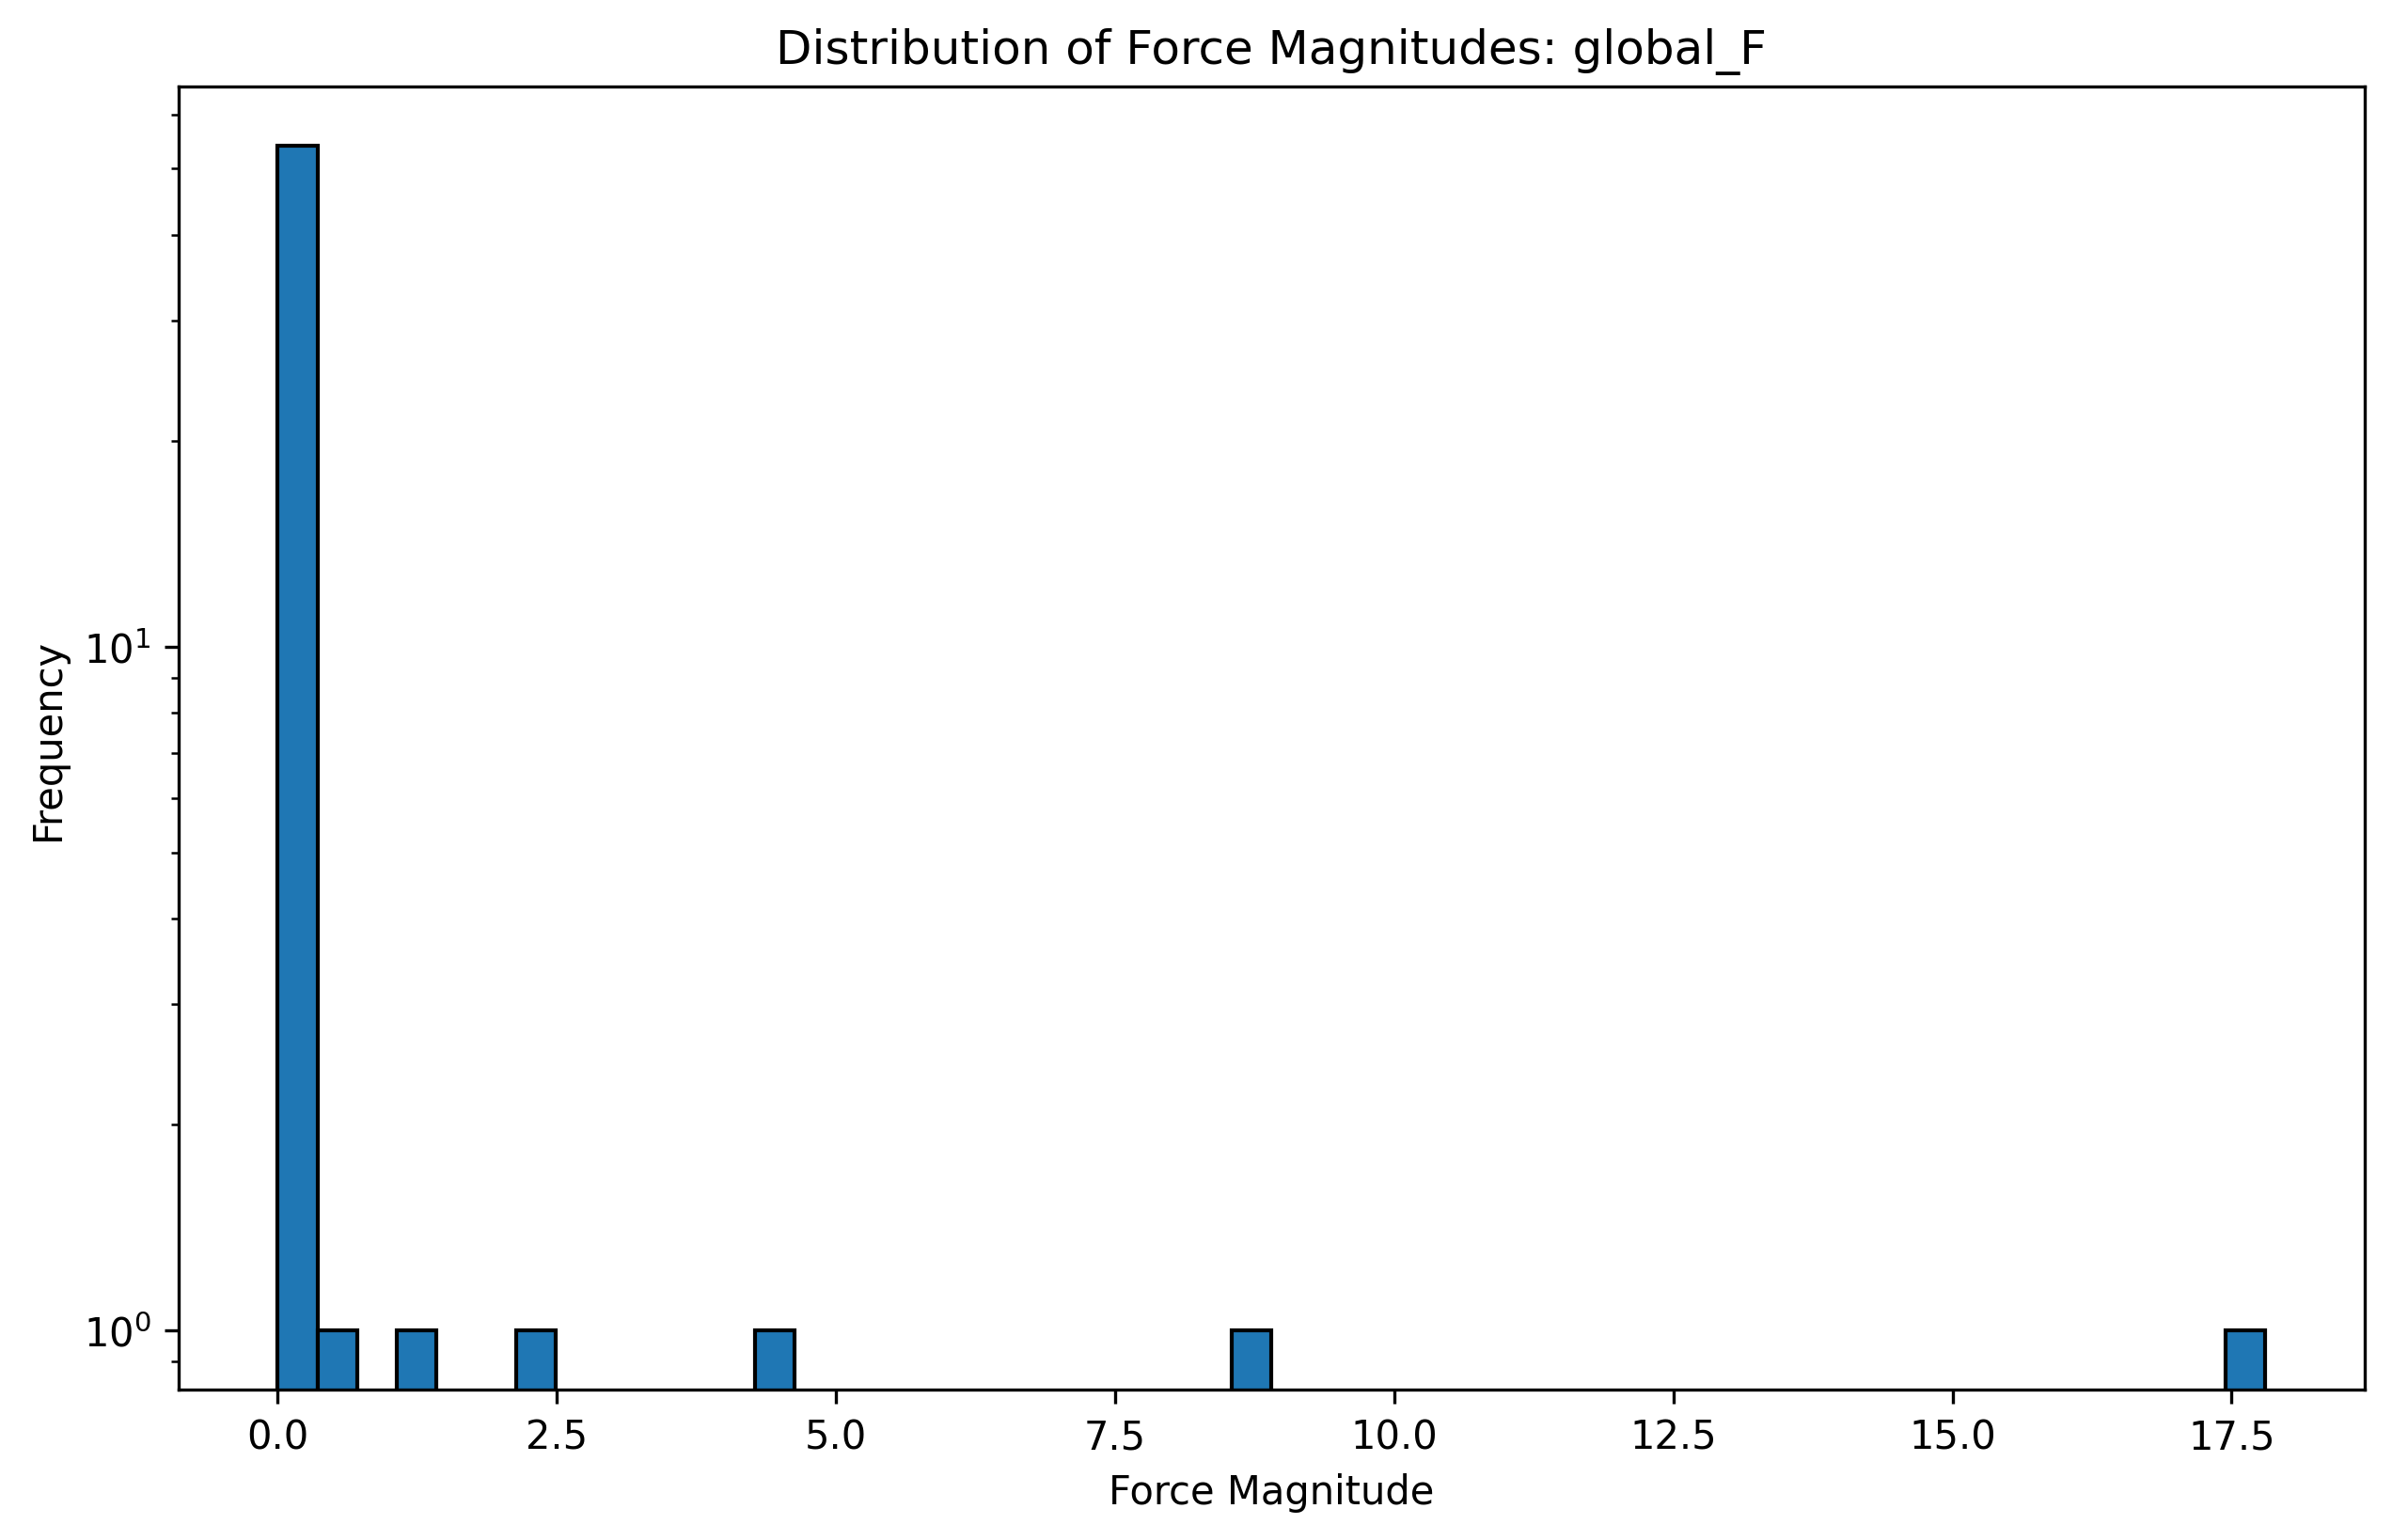 Distribution of Force Magnitudes: global_F
Frequency
10¹
10⁰
0.0 2.5 5.0 7.5 10.0 12.5 15.0 17.5
Force Magnitude